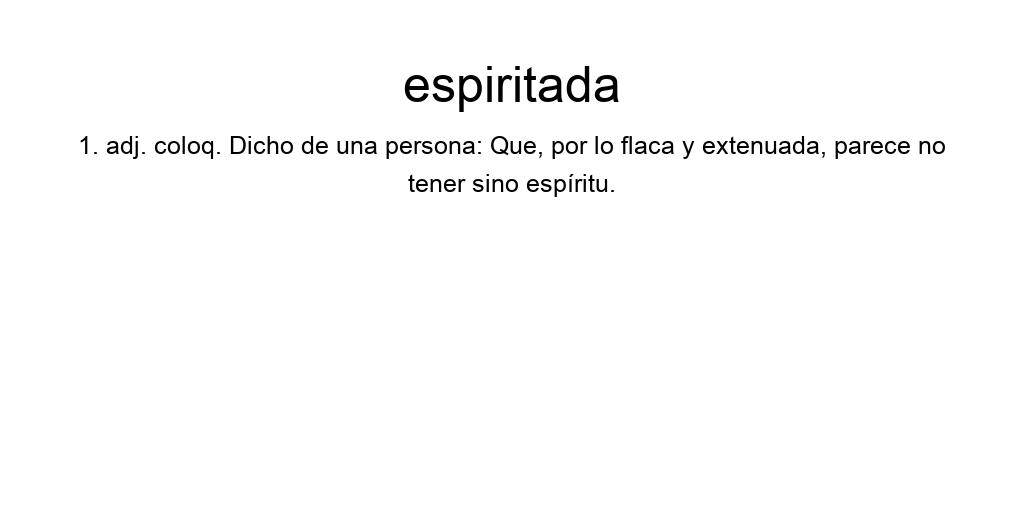 espiritada
1. adj. coloq. Dicho de una persona: Que, por lo flaca y extenuada, parece no
tener sino espíritu.